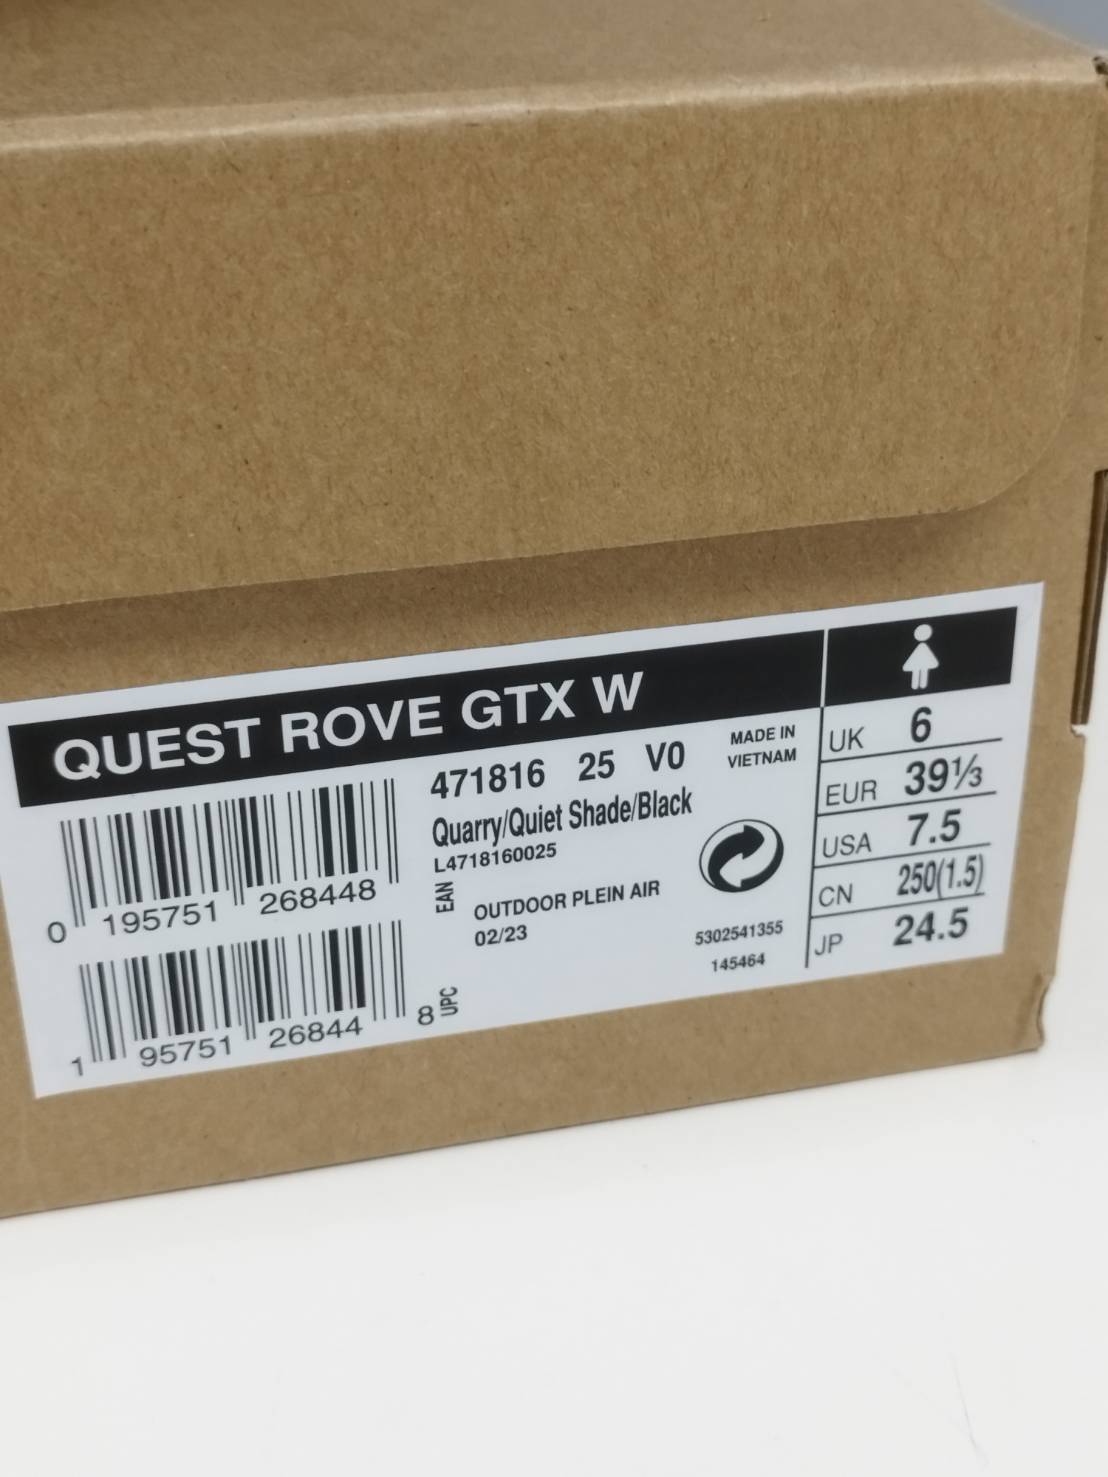 QUEST ROVE GTX W
471816 25 V0
Quarry/Quiet Shade/Black
L4718160025
MADE IN
VIETNAM
0 195751 268448
EAN
OUTDOOR PLEIN AIR
02/23
5302541355
145464
1 95751 26844 8
UPC
UK 6
EUR 39⅓
USA 7.5
CN 250(1.5)
JP 24.5